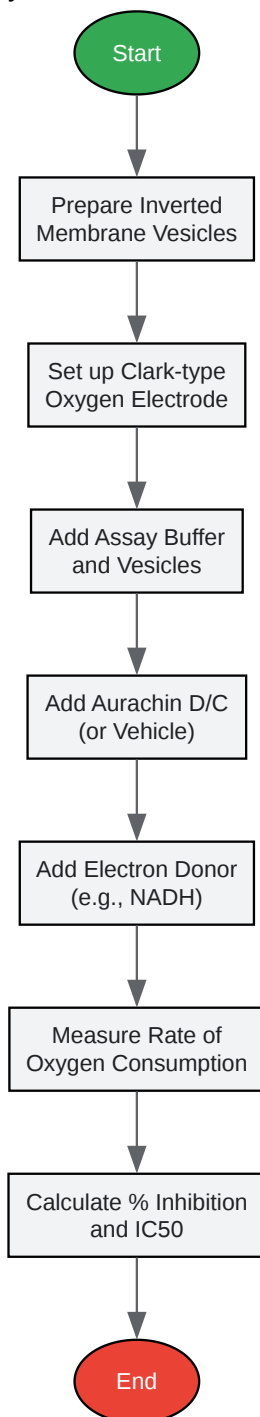 Start
Prepare Inverted
Membrane Vesicles
Set up Clark-type
Oxygen Electrode
Add Assay Buffer
and Vesicles
Add Aurachin D/C
(or Vehicle)
Add Electron Donor
(e.g., NADH)
Measure Rate of
Oxygen Consumption
Calculate % Inhibition
and IC50
End